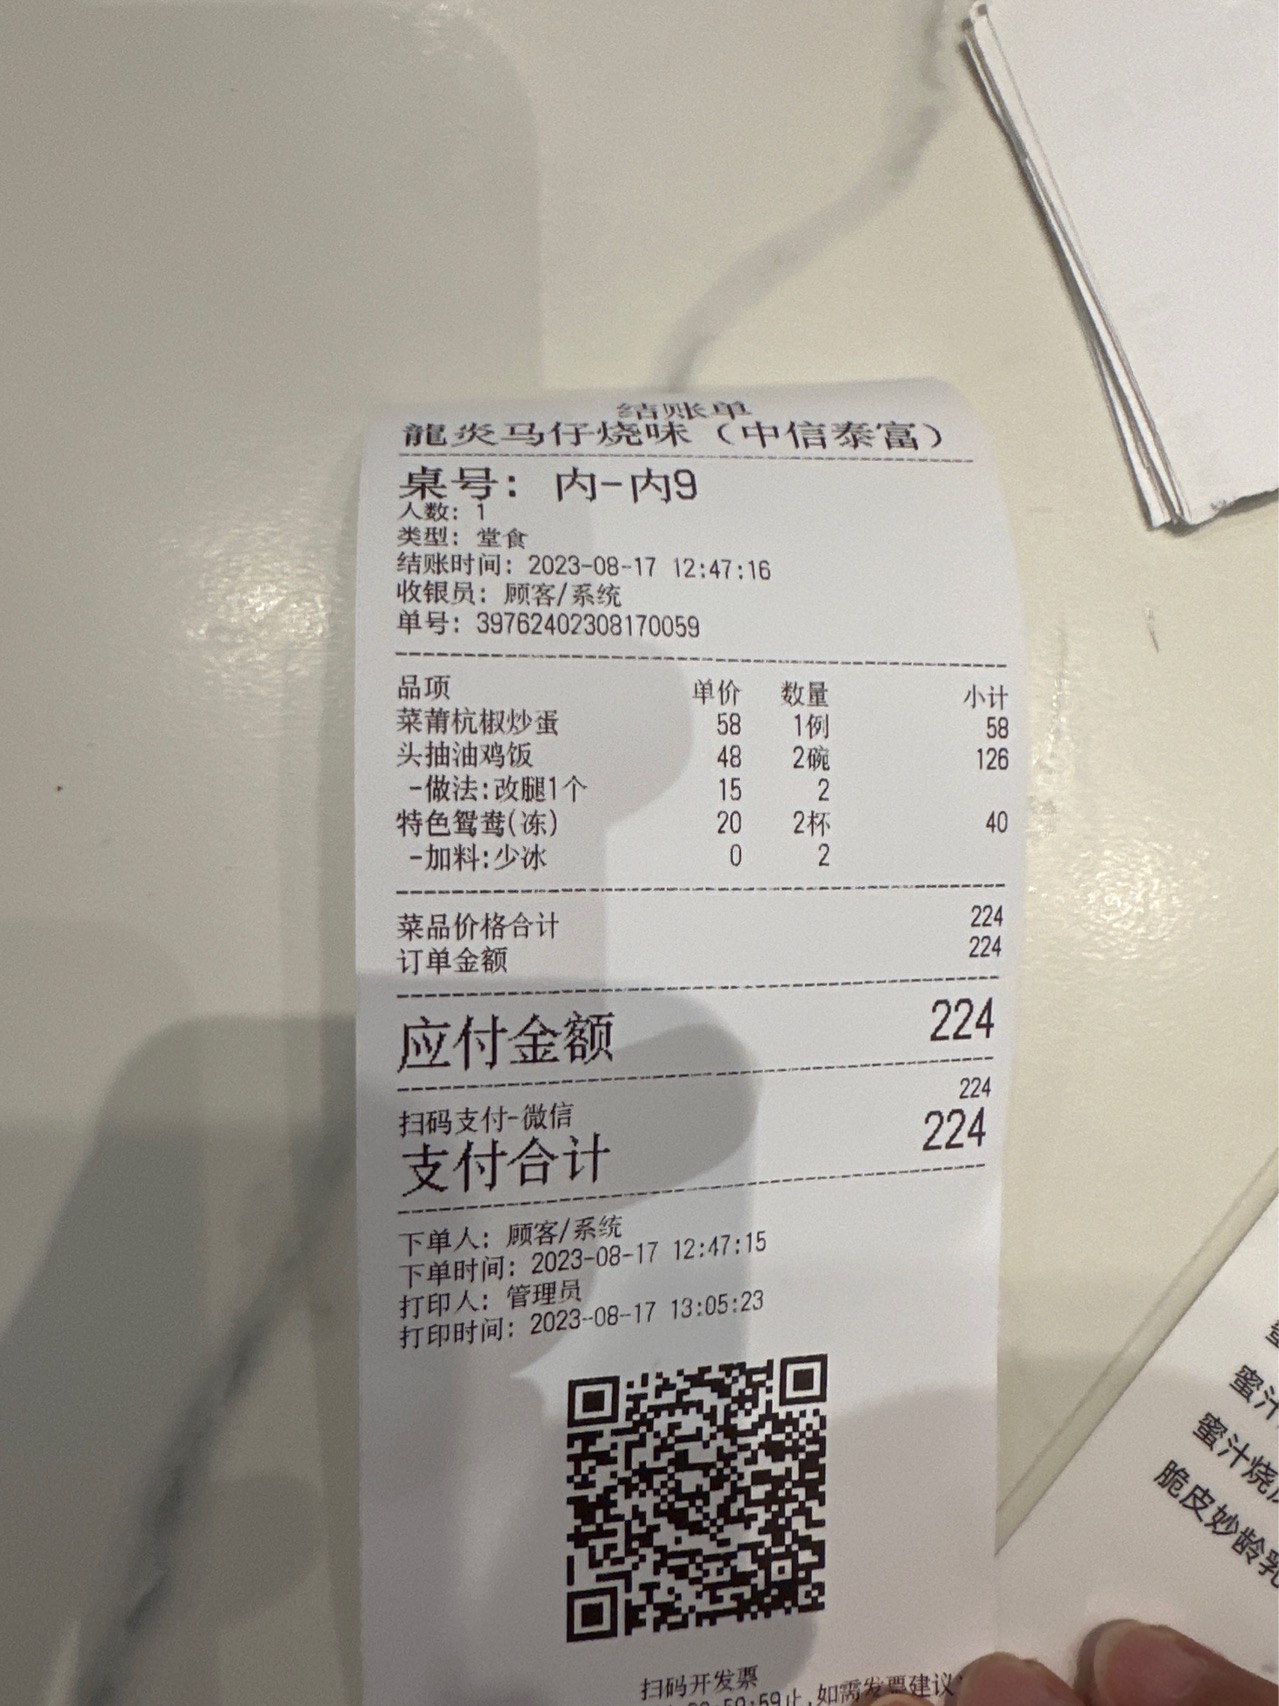 结账单
龍炎马仔烧味（中信泰富）
桌号：内-内9
人数：1
类型：堂食
结账时间：2023-08-17 12:47:16
收银员：顾客/系统
单号：39762402308170059
品项 单价 数量 小计
菜莆杭椒炒蛋 58 1例 58
头抽油鸡饭 48 2碗 126
-做法:改腿1个 15 2
特色鸳鸯(冻) 20 2杯 40
-加料:少冰 0 2
菜品价格合计 224
订单金额 224
应付金额 224
扫码支付-微信 224
支付合计 224
下单人：顾客/系统
下单时间：2023-08-17 12:47:15
打印人：管理员
打印时间：2023-08-17 13:05:23
扫码开发票
:59止,如需发票建议
蜜汁
蜜汁烧
脆皮妙龄乳